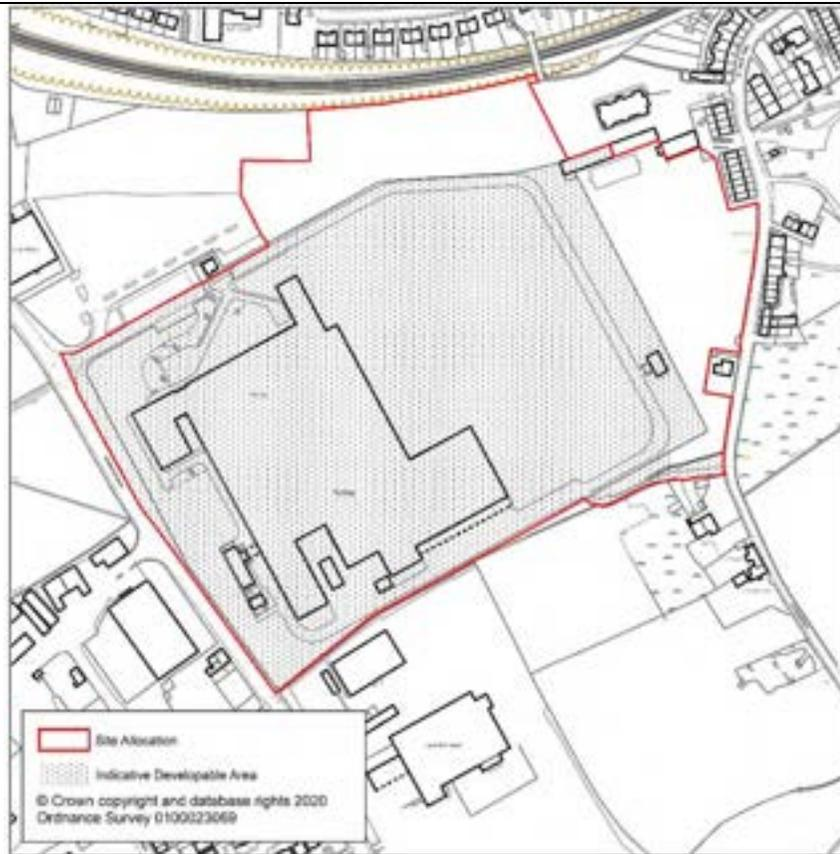 Site Allocation
Indicative Developable Area
© Crown copyright and database rights 2020
Ordnance Survey 0100023069